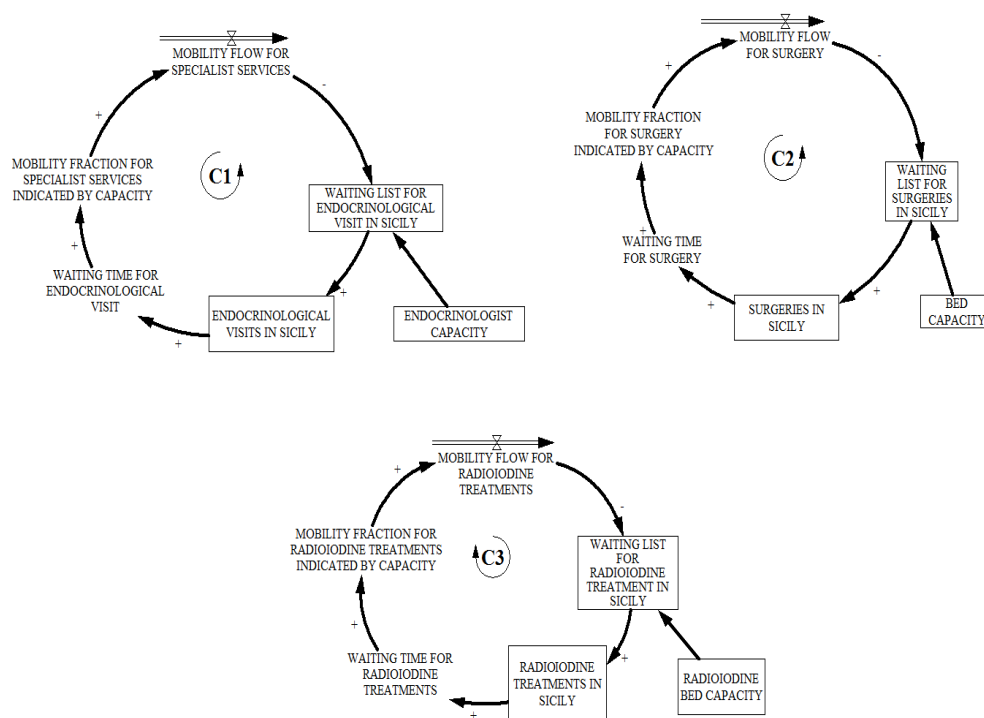 MOBILITY FLOW FOR
SPECIALIST SERVICES
-
+
MOBILITY FRACTION FOR
SPECIALIST SERVICES
INDICATED BY CAPACITY
C1
WAITING LIST FOR
ENDOCRINOLOGICAL
VISIT IN SICILY
+
WAITING TIME FOR
ENDOCRINOLOGICAL
VISIT
+
ENDOCRINOLOGICAL
VISITS IN SICILY
+
ENDOCRINOLOGIST
CAPACITY
MOBILITY FLOW
FOR SURGERY
-
+
MOBILITY FRACTION
FOR SURGERY
INDICATED BY CAPACITY
C2
WAITING
LIST FOR
SURGERIES
IN SICILY
+
WAITING TIME
FOR SURGERY
+
+
SURGERIES IN
SICILY
BED
CAPACITY
MOBILITY FLOW FOR
RADIOIODINE
TREATMENTS
+
-
MOBILITY FRACTION FOR
RADIOIODINE TREATMENTS
INDICATED BY CAPACITY
C3
WAITING LIST
FOR
RADIOIODINE
TREATMENT IN
SICILY
+
WAITING TIME FOR
RADIOIODINE
TREATMENTS
+
RADIOIODINE
TREATMENTS IN
SICILY
+
RADIOIODINE
BED CAPACITY